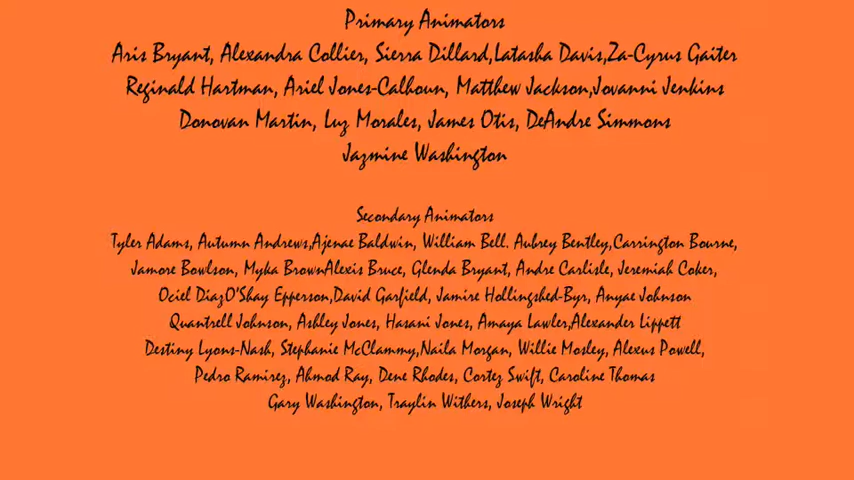 Primary Animators
Aris Bryant, Alexandra Collier, Sierra Dillard,Latasha Davis,Za-Cyrus Gaiter
Reginald Hartman, Ariel Jones-Calhoun, Matthew Jackson,Jovanni Jenkins
Donovan Martin, Luz Morales, James Otis, DeAndre Simmons
Jazmine Washington
Secondary Animators
Tyler Adams, Autumn Andrews,Ajenae Baldwin, William Bell. Aubrey Bentley,Carrington Bourne,
Jamore Bowlson, Myka BrownAlexis Bruce, Glenda Bryant, Andre Carlisle, Jeremiah Coker,
Ociel DiazO'Shay Epperson,David Garfield, Jamire Hollingshed-Byr, Anyae Johnson
Quantrell Johnson, Ashley Jones, Hasani Jones, Amaya Lawler,Alexander Lippett
Destiny Lyons-Nash, Stephanie McClammy,Naila Morgan, Willie Mosley, Alexus Powell,
Pedro Ramirez, Ahmod Ray, Dene Rhodes, Cortez Swift, Caroline Thomas
Gary Washington, Traylin Withers, Joseph Wright